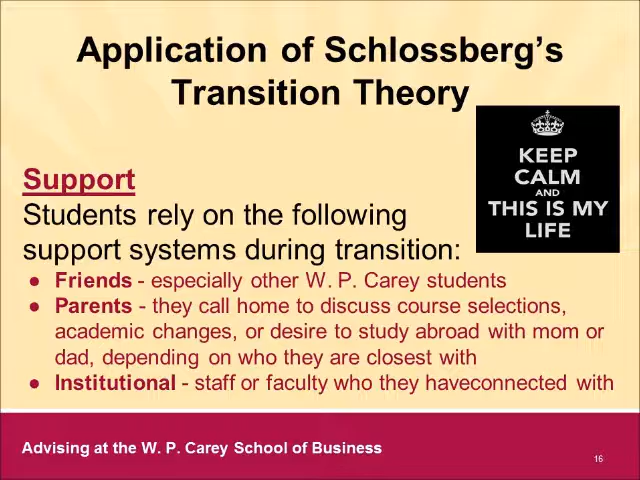 Application of Schlossberg's
Transition Theory
KEEP
CALM
AND
THIS IS MY
LIFE
Support
Students rely on the following
support systems during transition:
● Friends - especially other W. P. Carey students
● Parents - they call home to discuss course selections,
academic changes, or desire to study abroad with mom or
dad, depending on who they are closest with
● Institutional - staff or faculty who they haveconnected with
Advising at the W. P. Carey School of Business
16